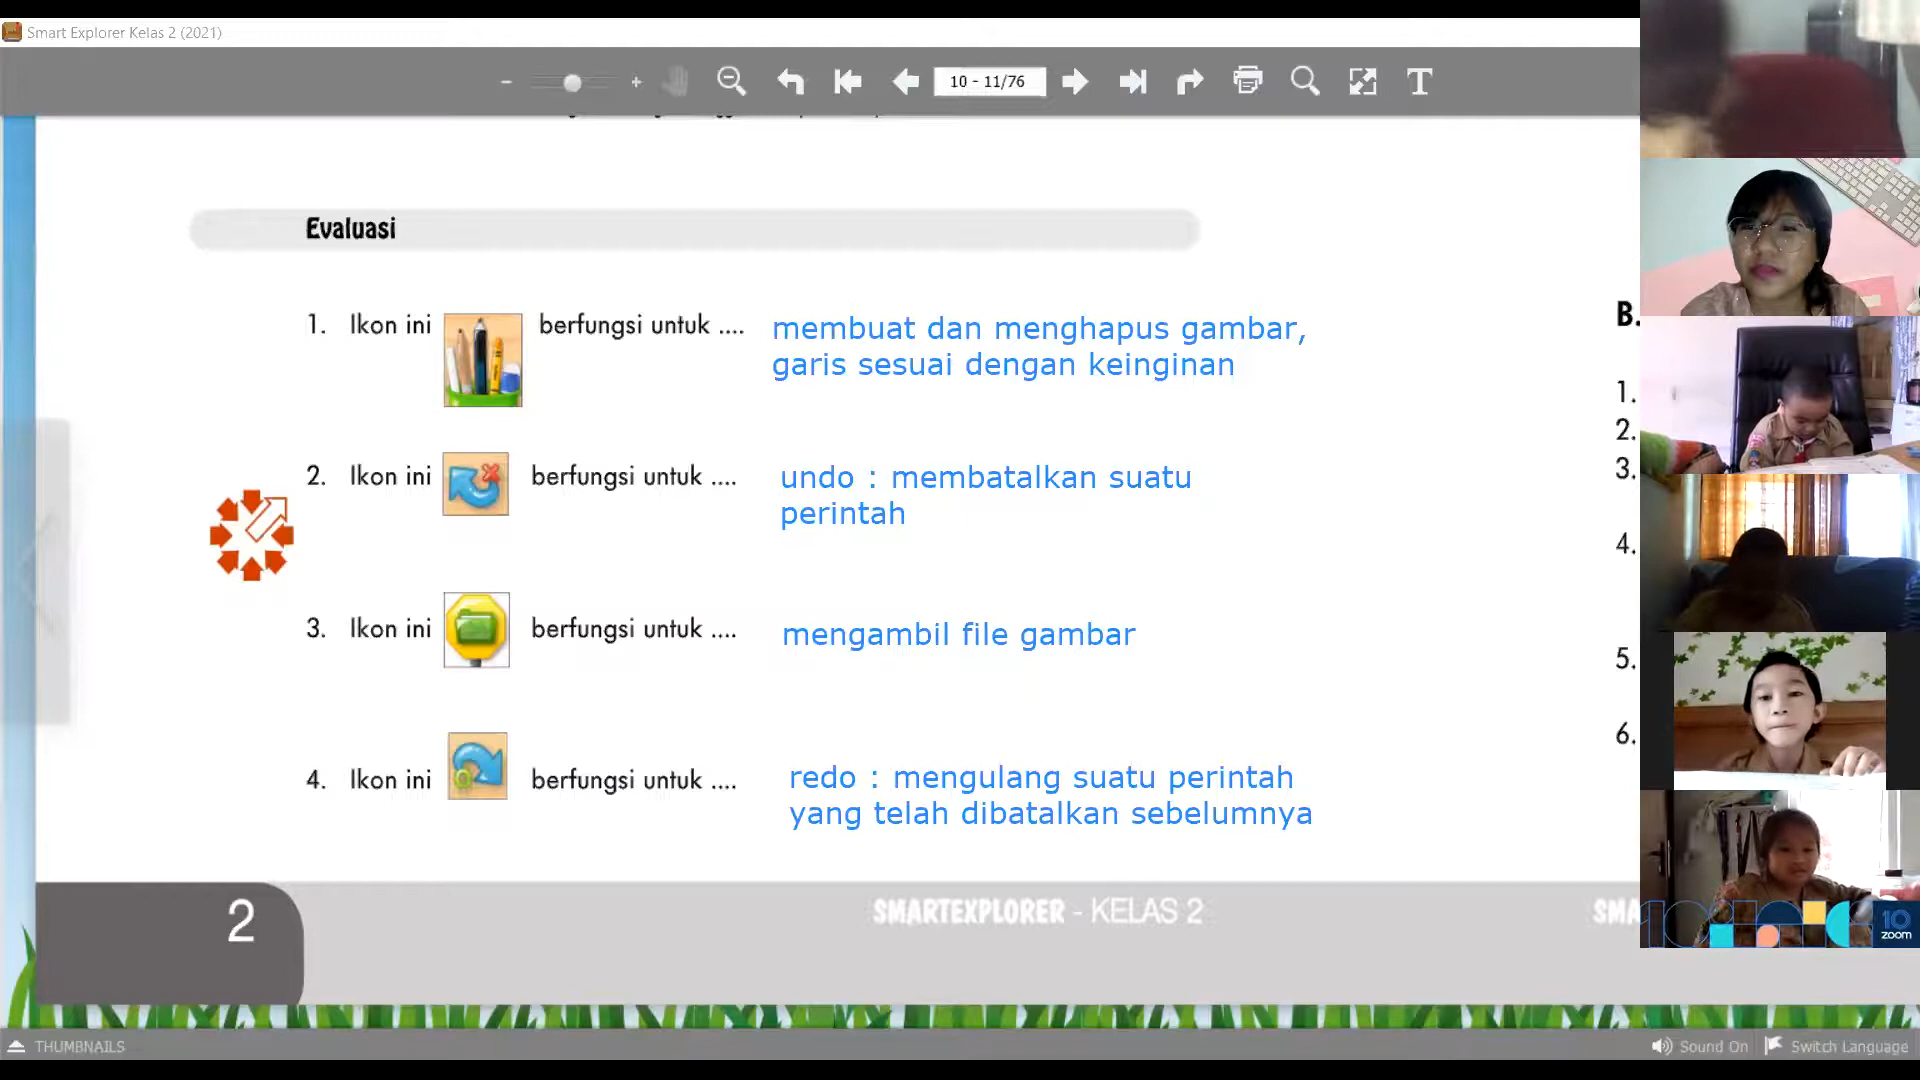 Smart Explorer Kelas 2 (2021)
10 - 11/76
T
Evaluasi
1. Ikon ini berfungsi untuk ....
membuat dan menghapus gambar,
garis sesuai dengan keinginan
2. Ikon ini berfungsi untuk ....
undo : membatalkan suatu
perintah
3. Ikon ini berfungsi untuk ....
mengambil file gambar
4. Ikon ini berfungsi untuk ....
redo : mengulang suatu perintah
yang telah dibatalkan sebelumnya
B.
1.
2.
3.
4.
5.
6.
2
SMARTEXPLORER - KELAS 2
SMA
10
zoom
THUMBNAILS
Sound On
Switch Language